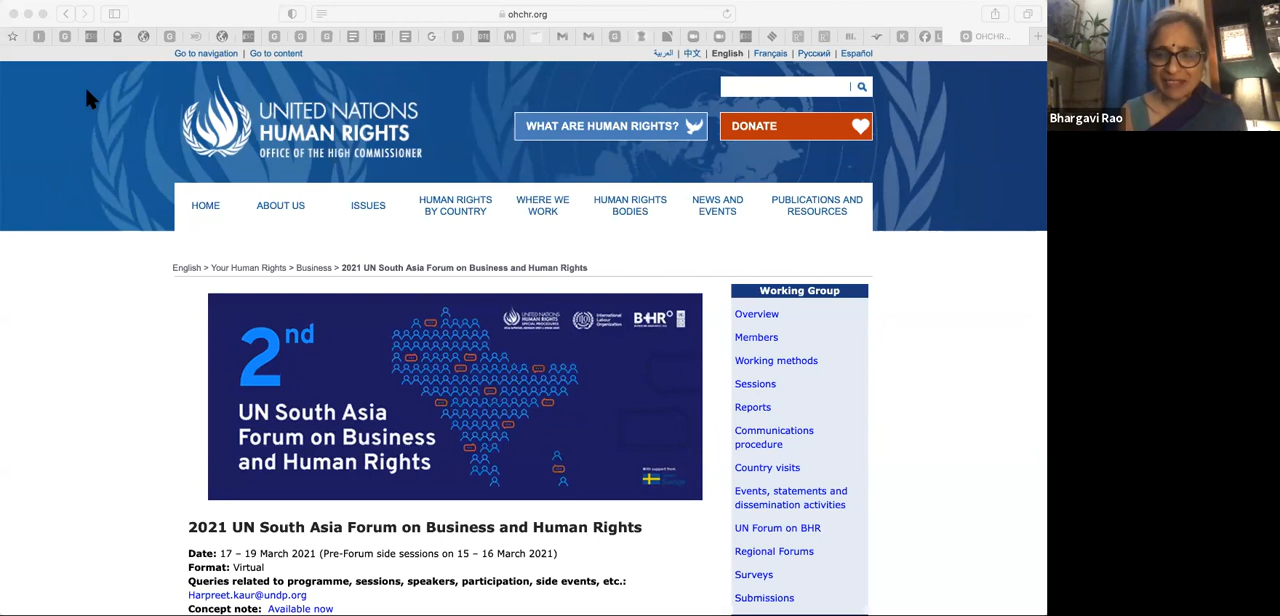 ohchr.org
OHCHR...
Go to navigation | Go to content
العربية | 中文 | English | Français | Русский | Español
UNITED NATIONS
HUMAN RIGHTS
OFFICE OF THE HIGH COMMISSIONER
WHAT ARE HUMAN RIGHTS?
DONATE
Bhargavi Rao
HOME
ABOUT US
ISSUES
HUMAN RIGHTS
BY COUNTRY
WHERE WE
WORK
HUMAN RIGHTS
BODIES
NEWS AND
EVENTS
PUBLICATIONS AND
RESOURCES
English > Your Human Rights > Business > 2021 UN South Asia Forum on Business and Human Rights
2nd
UN South Asia
Forum on Business
and Human Rights
UNITED NATIONS
HUMAN RIGHTS
SPECIAL PROCEDURES
International
Labour
Organization
B+HR
With support from
2021 UN South Asia Forum on Business and Human Rights
Date: 17 – 19 March 2021 (Pre-Forum side sessions on 15 – 16 March 2021)
Format: Virtual
Queries related to programme, sessions, speakers, participation, side events, etc.:
Harpreet.kaur@undp.org
Concept note: Available now
Working Group
Overview
Members
Working methods
Sessions
Reports
Communications
procedure
Country visits
Events, statements and
dissemination activities
UN Forum on BHR
Regional Forums
Surveys
Submissions